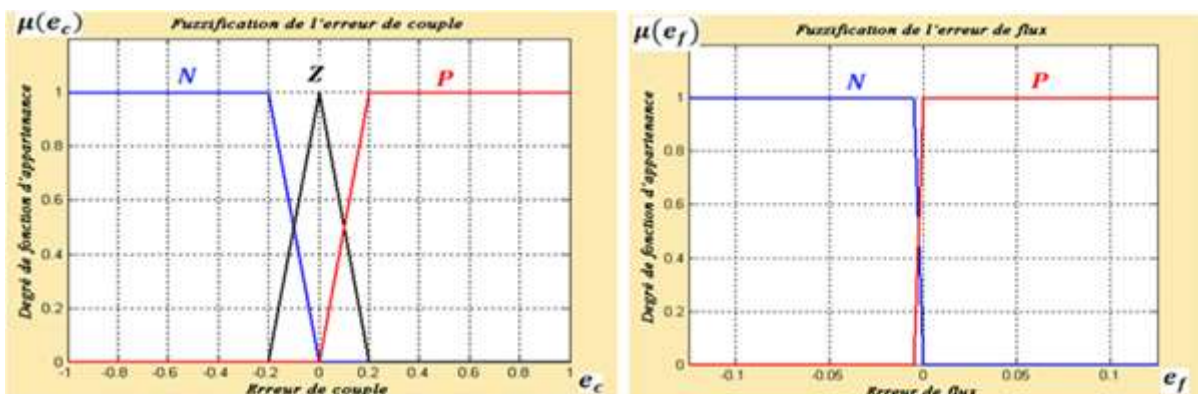 μ(e_c)
Fuzzification de l'erreur de couple
N
Z
P
Degré de fonction d'appartenance
1
0.8
0.6
0.4
0.2
0
-1 -0.8 -0.6 -0.4 -0.2 0 0.2 0.4 0.6 0.8 1
Erreur de couple
e_c
μ(e_f)
Fuzzification de l'erreur de flux
N
P
Degré de fonction d'appartenance
1
0.8
0.6
0.4
0.2
0
-0.1 -0.05 0 0.05 0.1
Erreur de flux
e_f